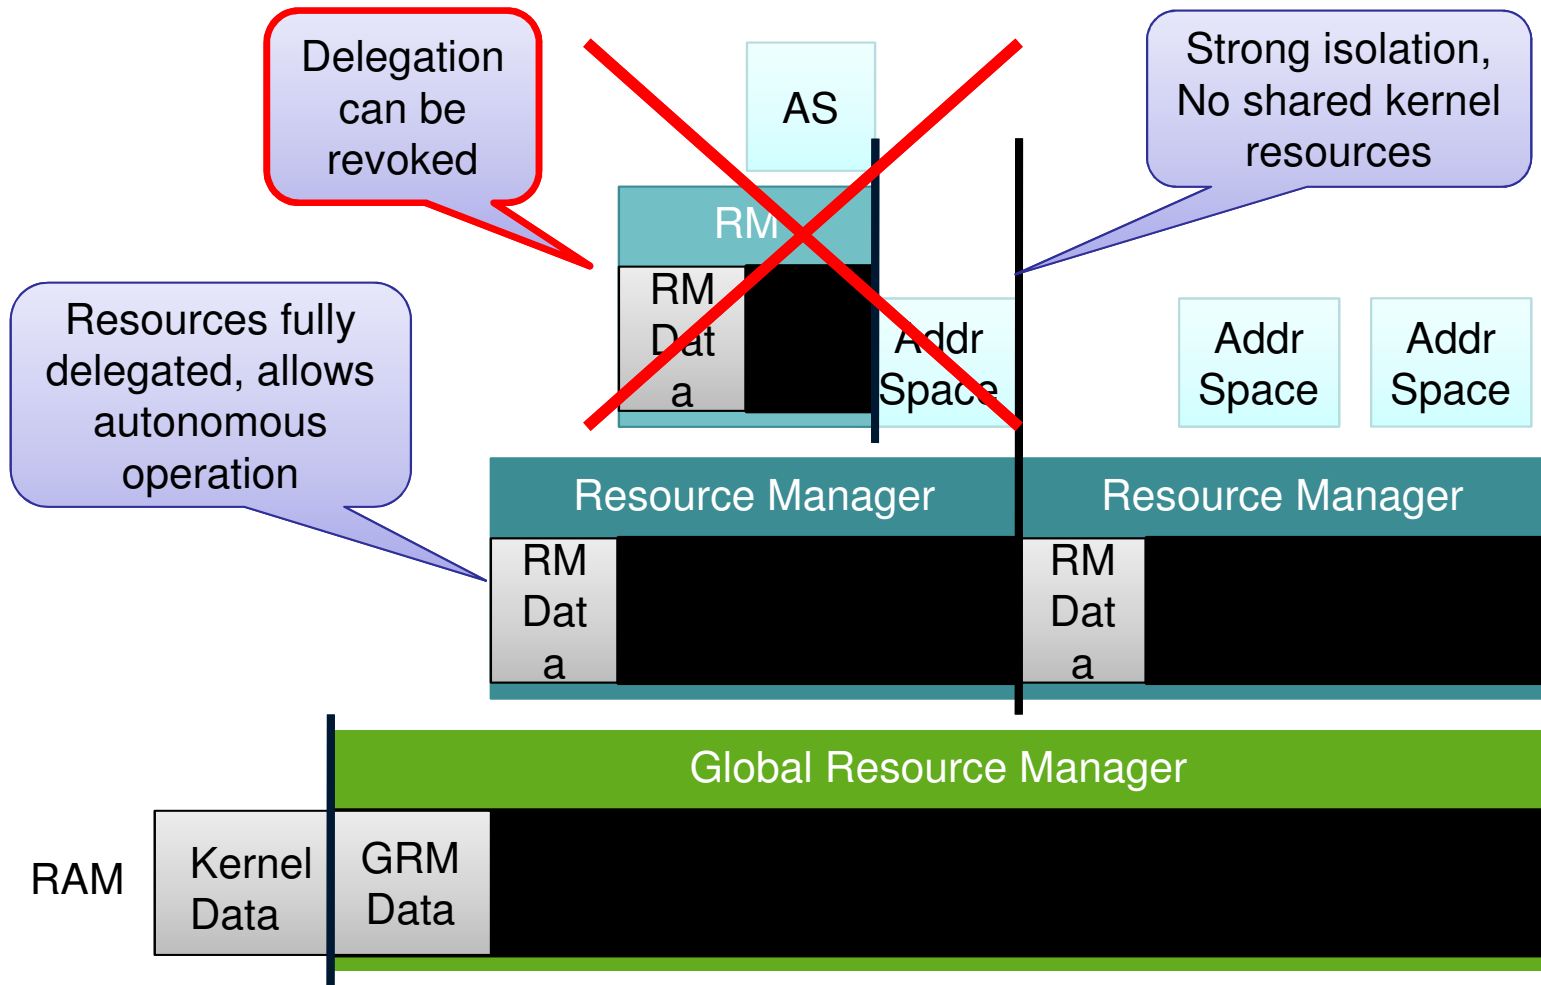 Delegation
can be
revoked
AS
Strong isolation,
No shared kernel
resources
RM
RM
Dat
a
Resources fully
delegated, allows
autonomous
operation
Addr
Space
Addr
Space
Addr
Space
Resource Manager
Resource Manager
RM
Dat
a
RM
Dat
a
Global Resource Manager
RAM
Kernel
Data
GRM
Data